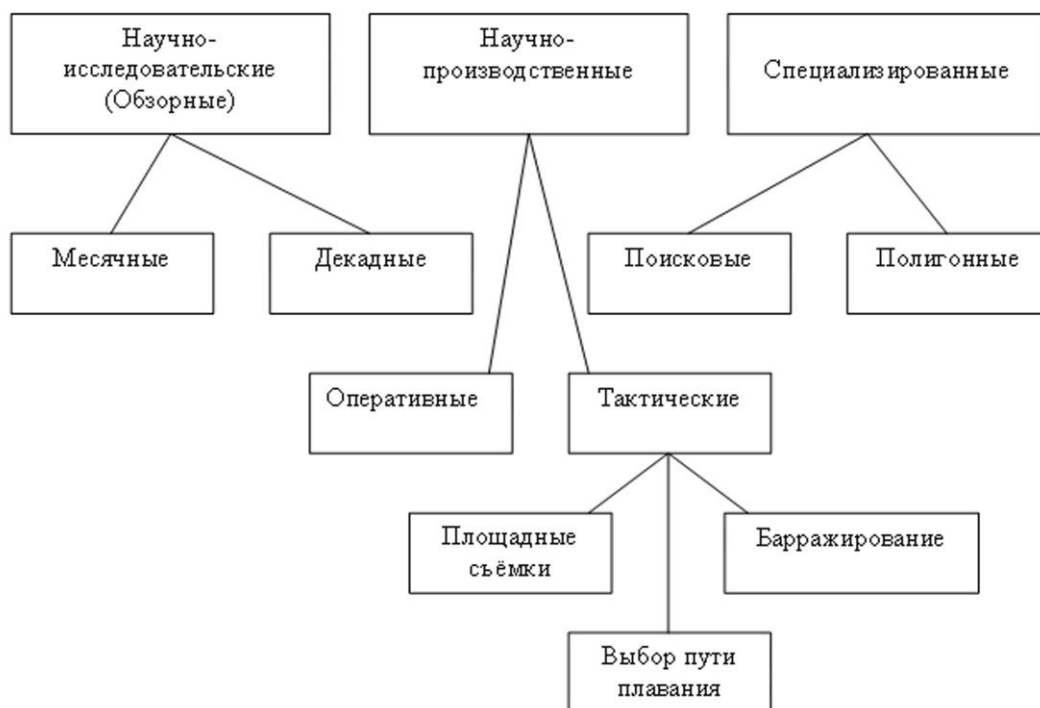 Научно-
исследовательские
(Обзорные)
Научно-
производственные
Специализированные
Месячные
Декадные
Поисковые
Полигонные
Оперативные
Тактические
Площадные
съёмки
Барражирование
Выбор пути
плавания